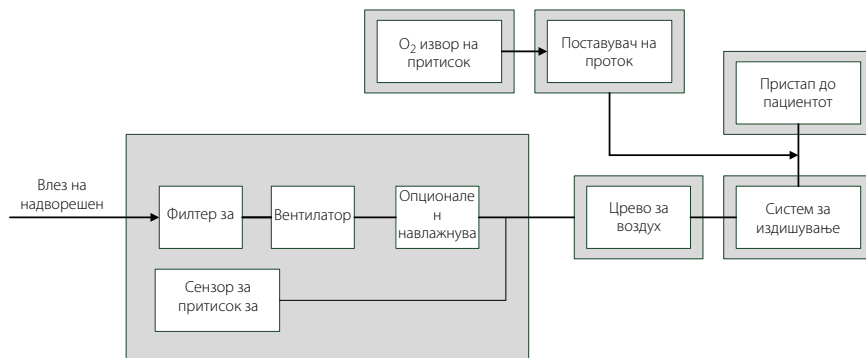 O₂ извор на
притисок
Поставувач на
проток
Пристап до
пациентот
Влез на
надворешен
Филтер за
Вентилатор
Опционале
н
навлажнува
Црево за
воздух
Систем за
издишување
Сензор за
притисок за